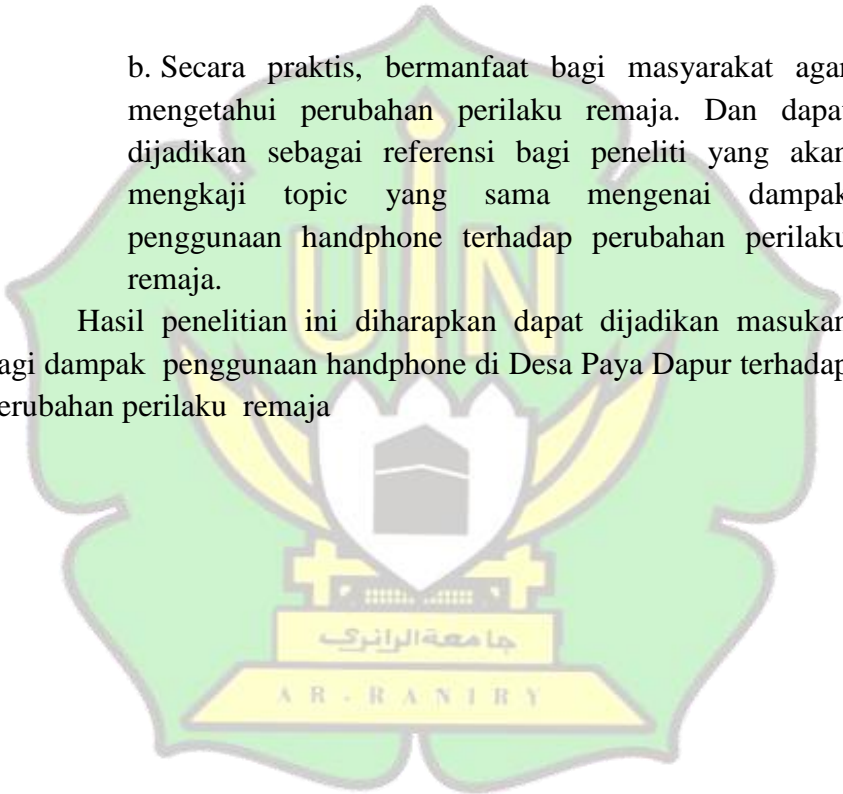 b. Secara praktis, bermanfaat bagi masyarakat agar
mengetahui perubahan perilaku remaja. Dan dapat
dijadikan sebagai referensi bagi peneliti yang akan
mengkaji topic yang sama mengenai dampak
penggunaan handphone terhadap perubahan perilaku
remaja.
Hasil penelitian ini diharapkan dapat dijadikan masukan
agi dampak penggunaan handphone di Desa Paya Dapur terhadap
erubahan perilaku remaja
UIN
جامعةالرانرك
AR-RANIRY